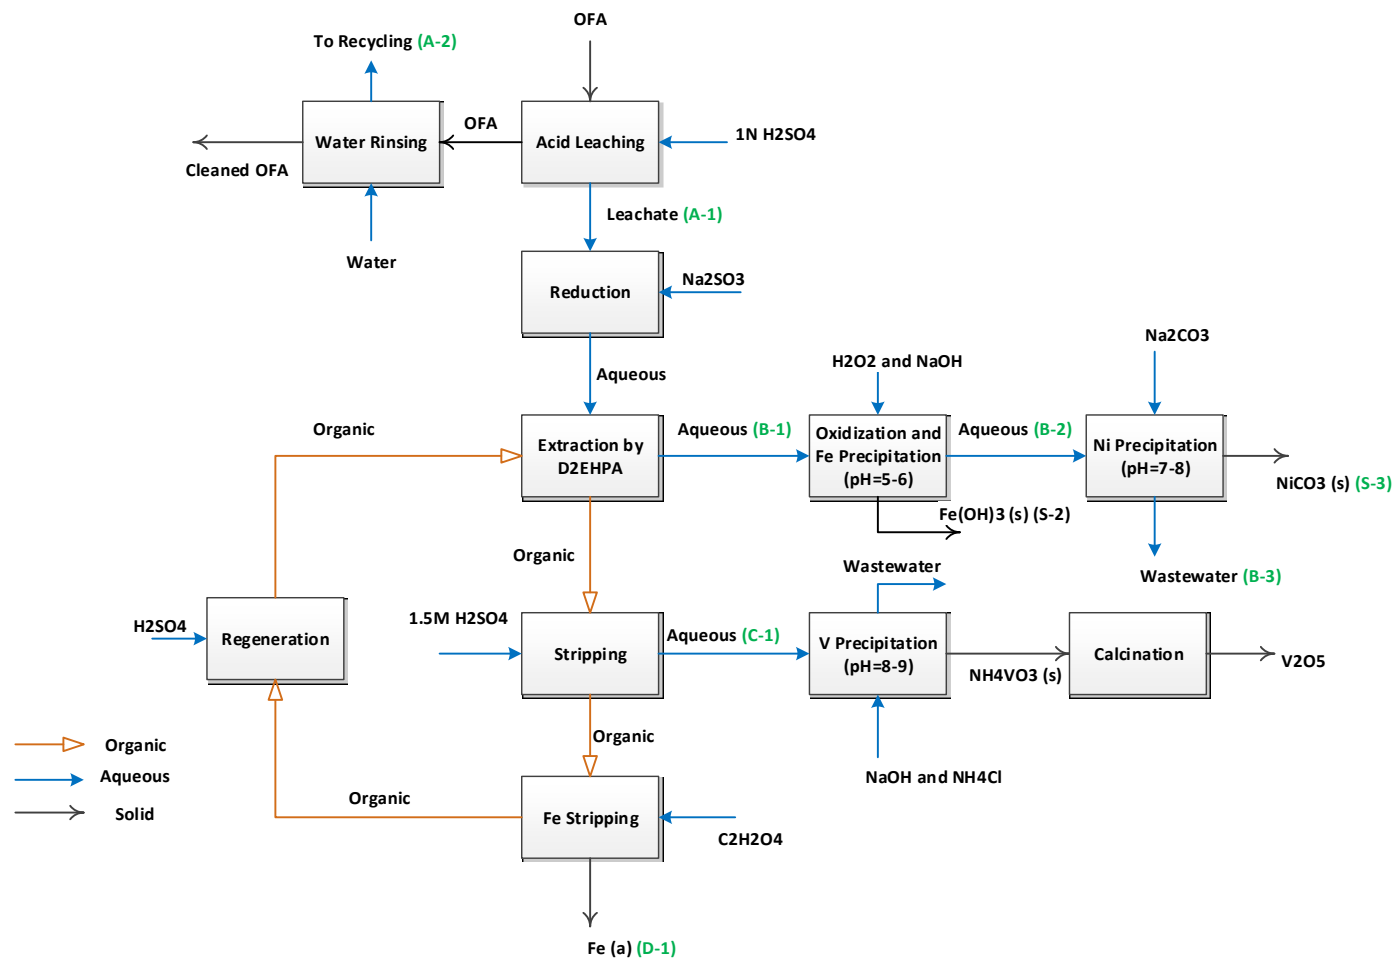 OFA
To Recycling (A-2)
Water Rinsing
OFA
Acid Leaching
1N H2SO4
Cleaned OFA
Leachate (A-1)
Water
Reduction
Na2SO3
Aqueous
H2O2 and NaOH
Na2CO3
Organic
Extraction by
D2EHPA
Aqueous (B-1)
Oxidization and
Fe Precipitation
(pH=5-6)
Aqueous (B-2)
Ni Precipitation
(pH=7-8)
NiCO3 (s) (S-3)
Fe(OH)3 (s) (S-2)
Organic
Wastewater
Wastewater (B-3)
H2SO4
Regeneration
1.5M H2SO4
Stripping
Aqueous (C-1)
V Precipitation
(pH=8-9)
NH4VO3 (s)
Calcination
V2O5
Organic
NaOH and NH4Cl
Organic
Aqueous
Solid
Organic
Fe Stripping
C2H2O4
Fe (a) (D-1)